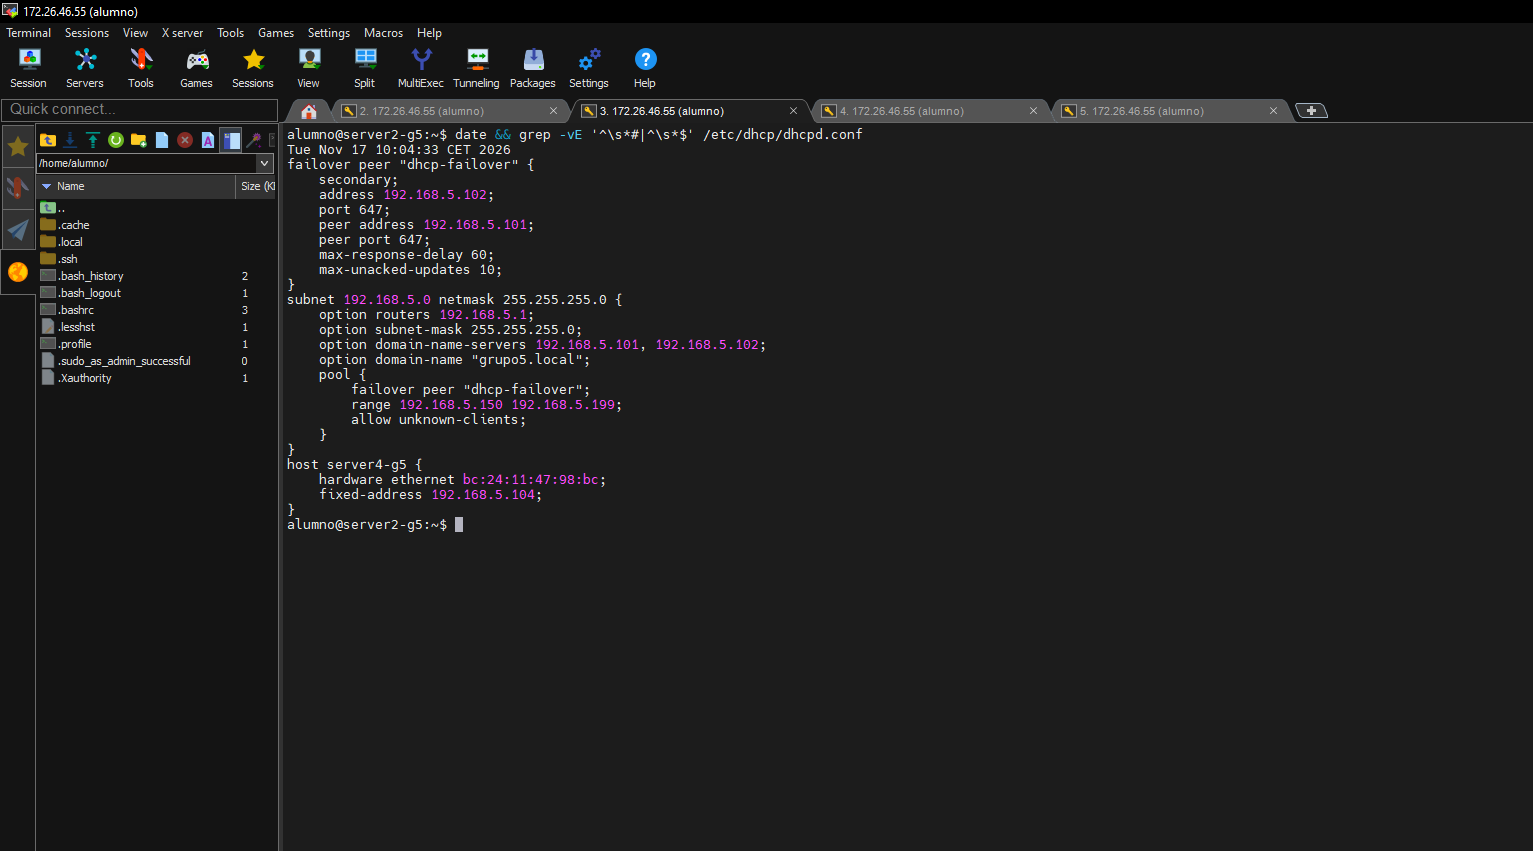 172.26.46.55 (alumno)
Terminal Sessions View X server Tools Games Settings Macros Help
Session Servers Tools Games Sessions View Split MultiExec Tunneling Packages Settings Help
Quick connect...
2. 172.26.46.55 (alumno)
3. 172.26.46.55 (alumno)
4. 172.26.46.55 (alumno)
5. 172.26.46.55 (alumno)
/home/alumno/
Name Size (K
..
.cache
.local
.ssh
.bash_history 2
.bash_logout 1
.bashrc 3
.lesshst 1
.profile 1
.sudo_as_admin_successful 0
.Xauthority 1
alumno@server2-g5:~$ date && grep -vE '^\s*#|^\s*$' /etc/dhcp/dhcpd.conf
Tue Nov 17 10:04:33 CET 2026
failover peer "dhcp-failover" {
    secondary;
    address 192.168.5.102;
    port 647;
    peer address 192.168.5.101;
    peer port 647;
    max-response-delay 60;
    max-unacked-updates 10;
}
subnet 192.168.5.0 netmask 255.255.255.0 {
    option routers 192.168.5.1;
    option subnet-mask 255.255.255.0;
    option domain-name-servers 192.168.5.101, 192.168.5.102;
    option domain-name "grupo5.local";
    pool {
        failover peer "dhcp-failover";
        range 192.168.5.150 192.168.5.199;
        allow unknown-clients;
    }
}
host server4-g5 {
    hardware ethernet bc:24:11:47:98:bc;
    fixed-address 192.168.5.104;
}
alumno@server2-g5:~$